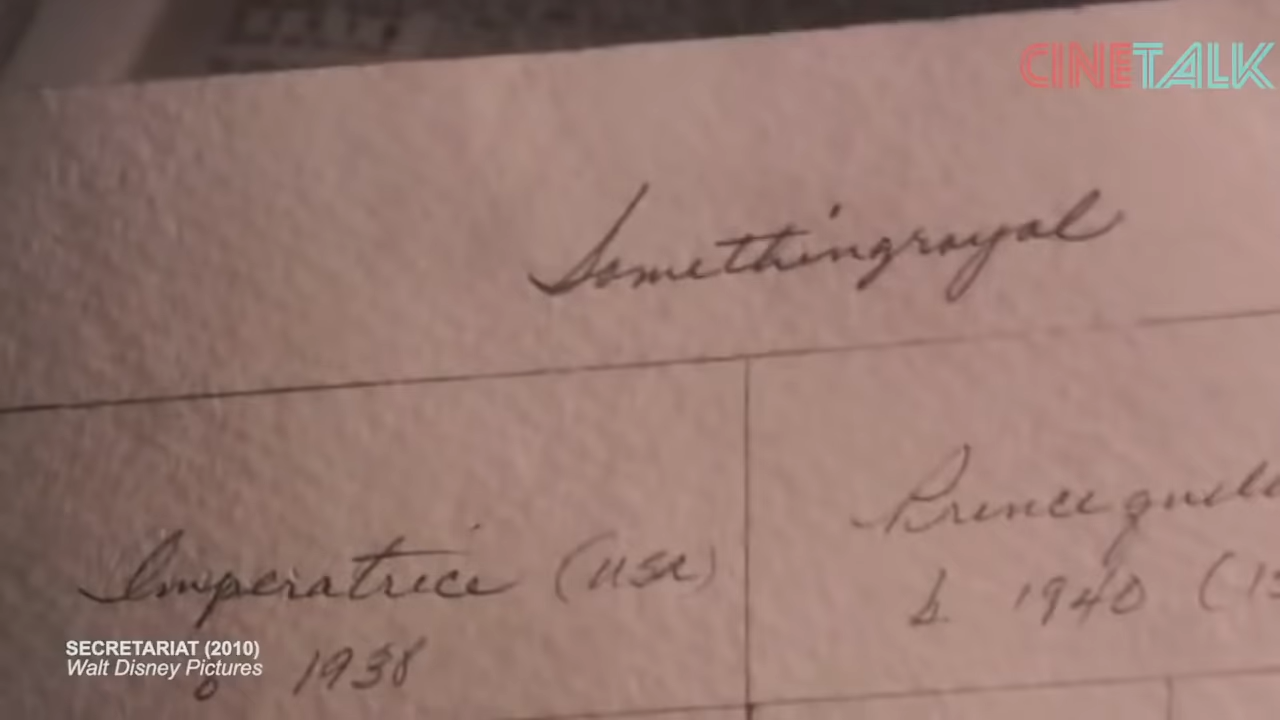 CINETALK
Somethingroyal
Imperatrice (USA)
b 1938
b. 1940
SECRETARIAT (2010)
Walt Disney Pictures